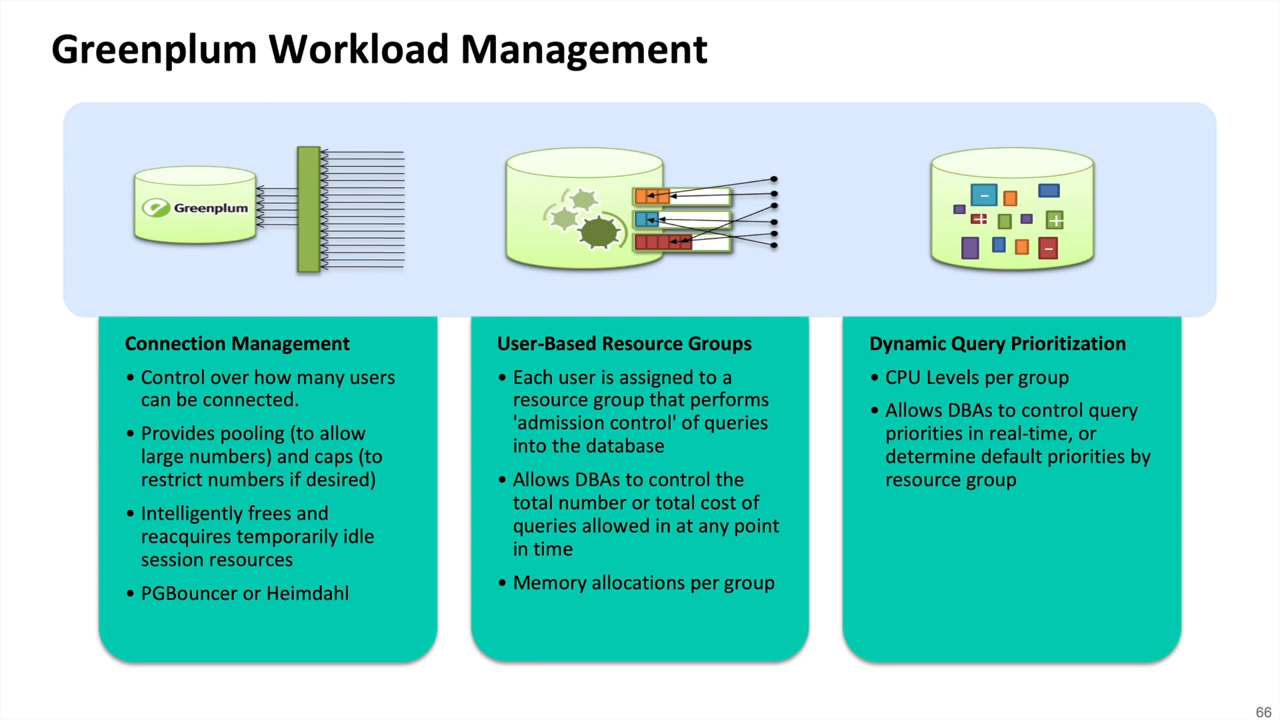 Greenplum Workload Management
Greenplum
Connection Management
• Control over how many users
can be connected.
• Provides pooling (to allow
large numbers) and caps (to
restrict numbers if desired)
• Intelligently frees and
reacquires temporarily idle
session resources
• PGBouncer or Heimdahl
User-Based Resource Groups
• Each user is assigned to a
resource group that performs
'admission control' of queries
into the database
• Allows DBAs to control the
total number or total cost of
queries allowed in at any point
in time
• Memory allocations per group
Dynamic Query Prioritization
• CPU Levels per group
• Allows DBAs to control query
priorities in real-time, or
determine default priorities by
resource group
66